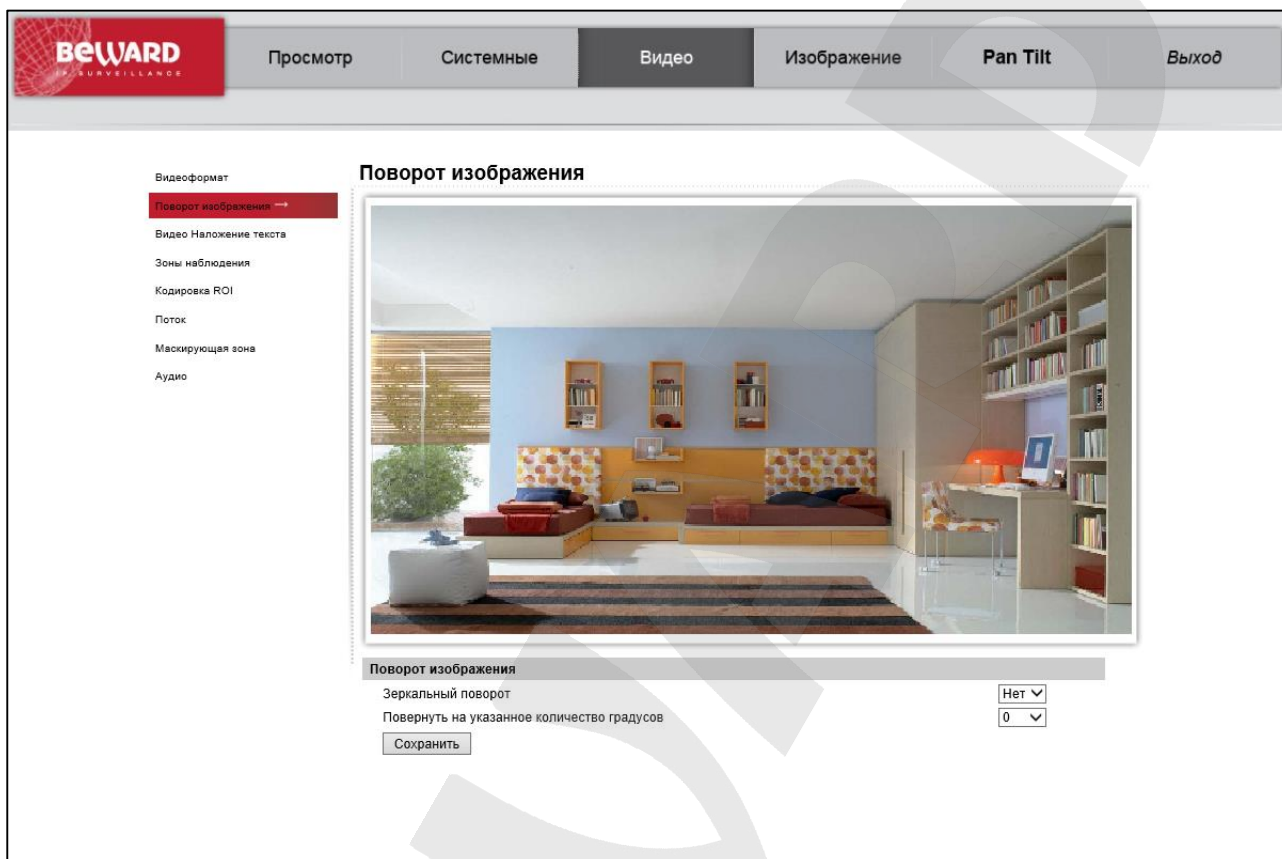 BEWARD
IP SURVEILLANCE
Просмотр
Системные
Видео
Изображение
Pan Tilt
Выход
Видеоформат
Поворот изображения →
Видео Наложение текста
Зоны наблюдения
Кодировка ROI
Поток
Маскирующая зона
Аудио
Поворот изображения
Поворот изображения
Зеркальный поворот
Нет
Повернуть на указанное количество градусов
0
Сохранить